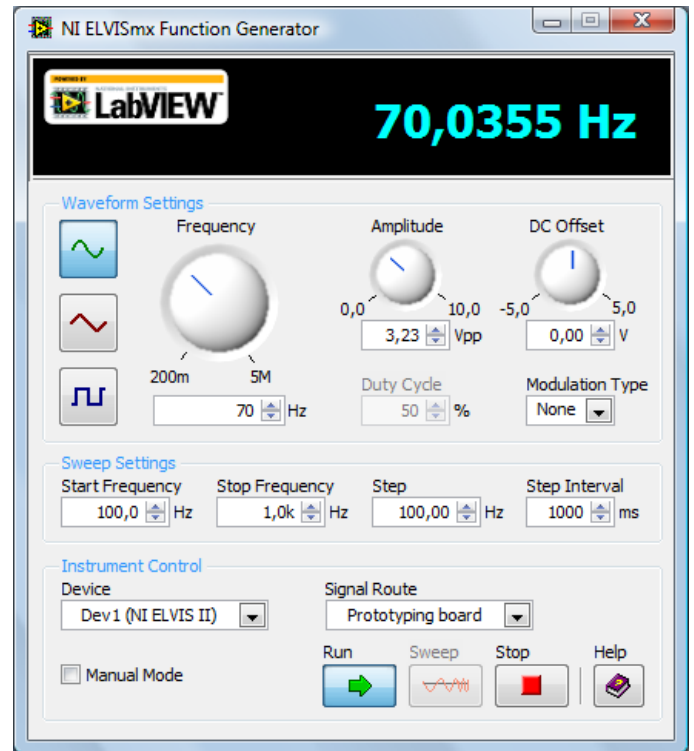 NI ELVISmx Function Generator
POWERED BY
NATIONAL INSTRUMENTS
LabVIEW™
70,0355 Hz
Waveform Settings
Frequency
200m 5M
70 Hz
Amplitude
0,0 10,0
3,23 Vpp
DC Offset
-5,0 5,0
0,00 V
Duty Cycle
50 %
Modulation Type
None
Sweep Settings
Start Frequency Stop Frequency Step Step Interval
100,0 Hz 1,0k Hz 100,00 Hz 1000 ms
Instrument Control
Device Signal Route
Dev1 (NI ELVIS II) Prototyping board
Manual Mode
Run Sweep Stop Help